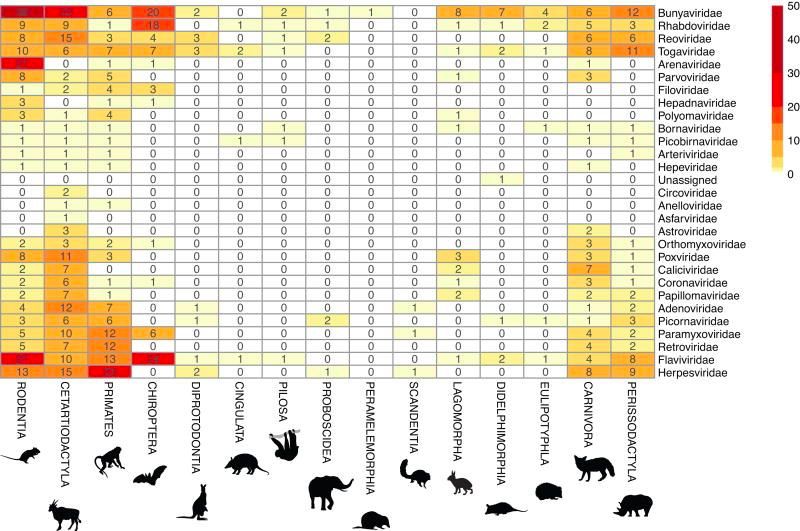 6 20 2 0 2 1 1 0 8 7 4 6 12 Bunyaviridae
9 9 1 18 0 1 1 1 0 0 1 1 2 5 3 Rhabdoviridae
8 15 3 4 3 0 1 2 0 0 0 0 0 6 6 Reoviridae
10 6 7 7 3 2 1 0 0 0 1 2 1 8 11 Togaviridae
0 1 1 0 0 0 0 0 0 0 0 0 1 0 Arenaviridae
8 2 5 0 0 0 0 0 0 0 1 0 0 3 0 Parvoviridae
1 2 4 3 0 0 0 0 0 0 0 0 0 0 0 Filoviridae
3 0 1 1 0 0 0 0 0 0 0 0 0 0 0 Hepadnaviridae
3 1 4 0 0 0 0 0 0 0 1 0 0 0 0 Polyomaviridae
1 1 1 0 0 0 1 0 0 0 1 0 1 1 1 Bornaviridae
1 1 1 0 0 1 1 0 0 0 0 0 0 1 1 Picobirnaviridae
1 1 1 0 0 0 0 0 0 0 0 0 0 0 1 Arteriviridae
1 1 1 0 0 0 0 0 0 0 0 0 0 1 0 Hepeviridae
0 0 0 0 0 0 0 0 0 0 0 1 0 0 0 Unassigned
0 2 0 0 0 0 0 0 0 0 0 0 0 0 0 Circoviridae
0 1 1 0 0 0 0 0 0 0 0 0 0 0 0 Anelloviridae
0 1 0 0 0 0 0 0 0 0 0 0 0 0 0 Asfarviridae
0 3 0 0 0 0 0 0 0 0 0 0 0 2 0 Astroviridae
2 3 2 1 0 0 0 0 0 0 0 0 0 3 1 Orthomyxoviridae
8 11 3 0 0 0 0 0 0 0 3 0 0 3 1 Poxviridae
2 7 0 0 0 0 0 0 0 0 2 0 0 7 1 Caliciviridae
2 6 1 1 0 0 0 0 0 0 1 0 0 3 1 Coronaviridae
2 7 1 0 0 0 0 0 0 0 2 0 0 2 2 Papillomaviridae
4 12 7 0 1 0 0 0 0 1 0 0 0 1 2 Adenoviridae
3 6 6 0 1 0 0 2 0 0 0 1 1 1 3 Picornaviridae
5 10 12 6 0 0 0 0 0 1 0 0 0 4 2 Paramyxoviridae
5 7 12 0 0 0 0 0 0 0 0 0 0 4 2 Retroviridae
10 13 1 1 1 0 0 0 1 2 1 4 8 Flaviviridae
13 15 0 2 0 0 1 0 1 0 0 0 8 9 Herpesviridae
RODENTIA
CETARTIODACTYLA
PRIMATES
CHIROPTERA
DIPROTODONTIA
CINGULATA
PILOSA
PROBOSCIDEA
PERAMELEMORPHIA
SCANDENTIA
LAGOMORPHA
DIDELPHIMORPHIA
EULIPOTYPHLA
CARNIVORA
PERISSODACTYLA
50
40
30
20
10
0